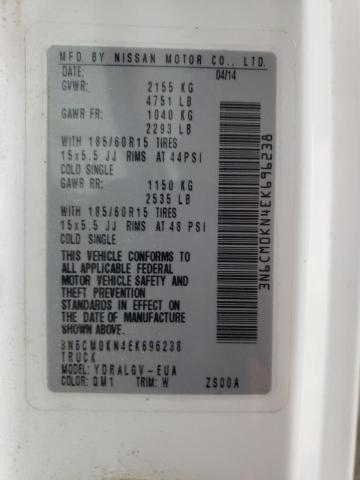 MFD. BY NISSAN MOTOR CO., LTD.
DATE: 04/14
GVWR: 2155 KG
4751 LB
GAWR FR: 1040 KG
2293 LB
WITH 185/60R15 TIRES
15x5.5 JJ RIMS AT 44PSI
COLD SINGLE
GAWR RR: 1150 KG
2535 LB
WITH 185/60R15 TIRES
15x5.5 JJ RIMS AT 48 PSI
COLD SINGLE
THIS VEHICLE CONFORMS TO
ALL APPLICABLE FEDERAL
MOTOR VEHICLE SAFETY AND
THEFT PREVENTION
STANDARDS IN EFFECT ON
THE DATE OF MANUFACTURE
SHOWN ABOVE.
3N6CM0KN4EK696238
TRUCK
MODEL: YDRALGV-EUA
COLOR: QM1 TRIM: W ZS00A
3N6CM0KN4EK696238